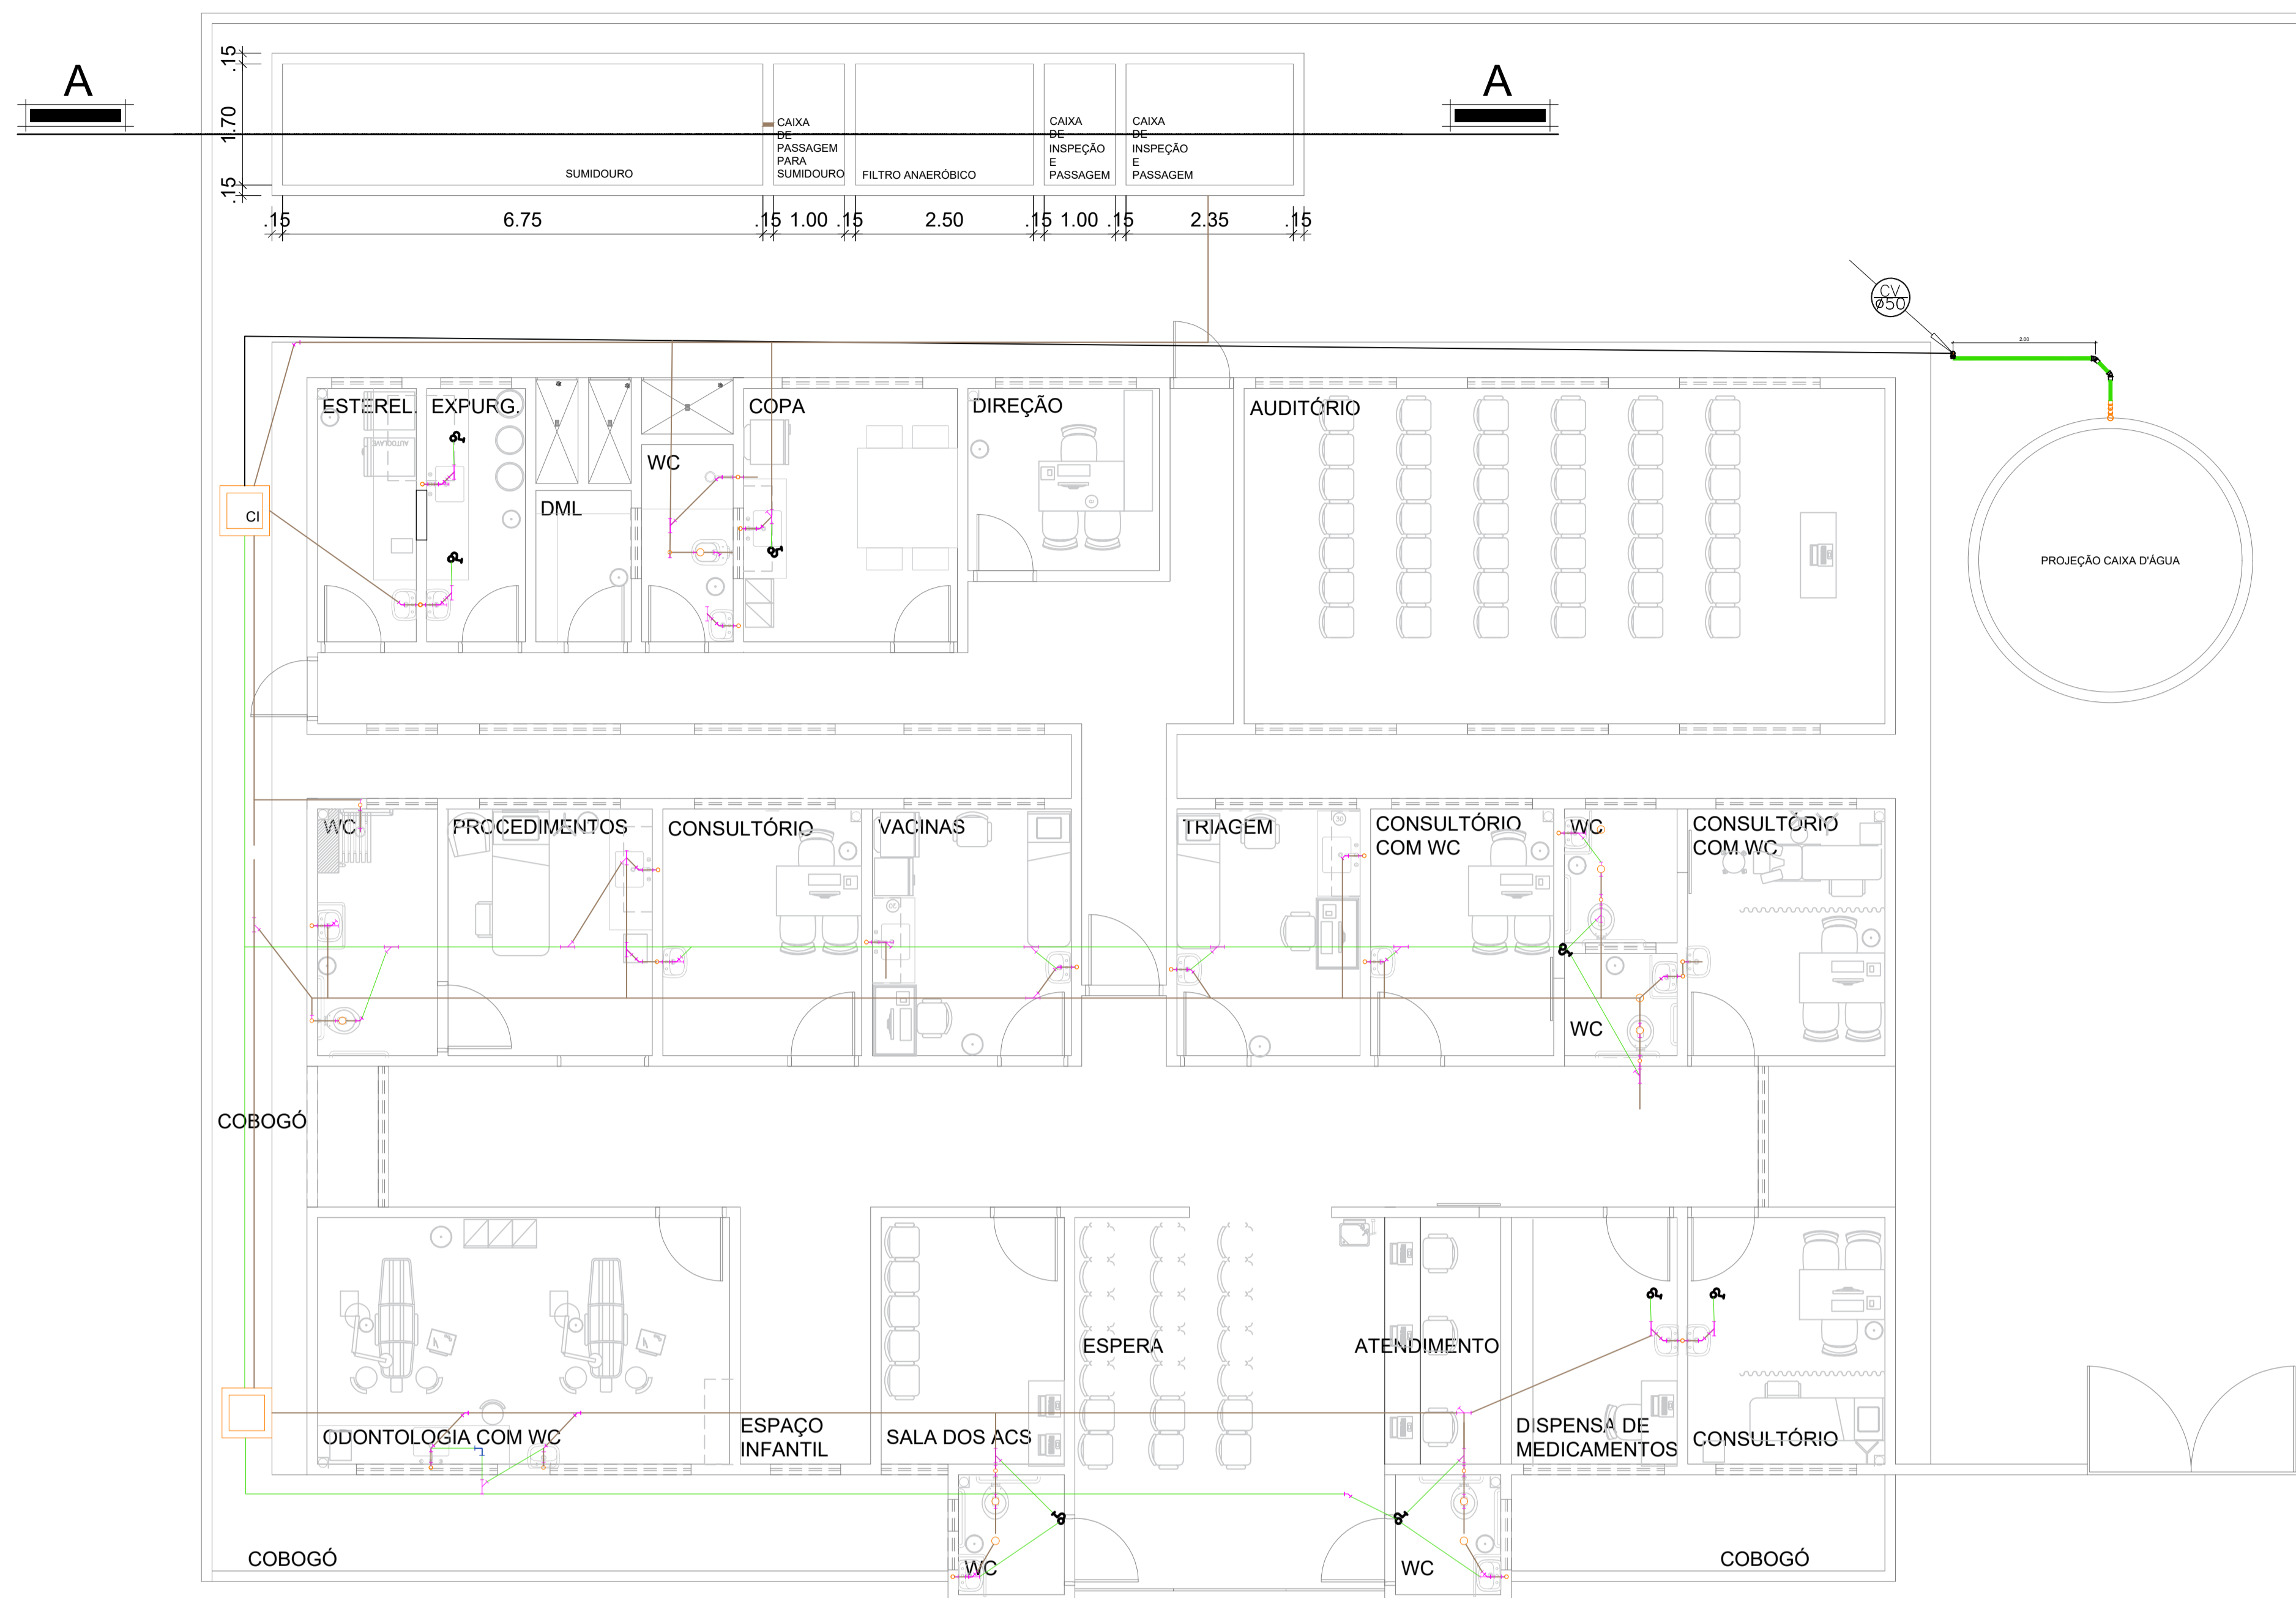 A
A
.15
1.70
.15
CAIXA
DE
PASSAGEM
PARA
SUMIDOURO
CAIXA
DE
INSPEÇÃO
E
PASSAGEM
CAIXA
DE
INSPEÇÃO
E
PASSAGEM
SUMIDOURO
FILTRO ANAERÓBICO
.15
6.75
.15
1.00
.15
2.50
.15
1.00
.15
2.35
.15
CV
ø50
2.00
ESTEREL.
EXPURG.
COPA
DIREÇÃO
AUDITÓRIO
AUTOCLAVE
WC
DML
CI
PROJEÇÃO CAIXA D'ÁGUA
WC
PROCEDIMENTOS
CONSULTÓRIO
VACINAS
TRIAGEM
CONSULTÓRIO
COM WC
WC
CONSULTÓRIO
COM WC
WC
COBOGÓ
ESPERA
ATENDIMENTO
ODONTOLOGIA COM WC
ESPAÇO
INFANTIL
SALA DOS ACS
DISPENSA DE
MEDICAMENTOS
CONSULTÓRIO
COBOGÓ
WC
WC
COBOGÓ